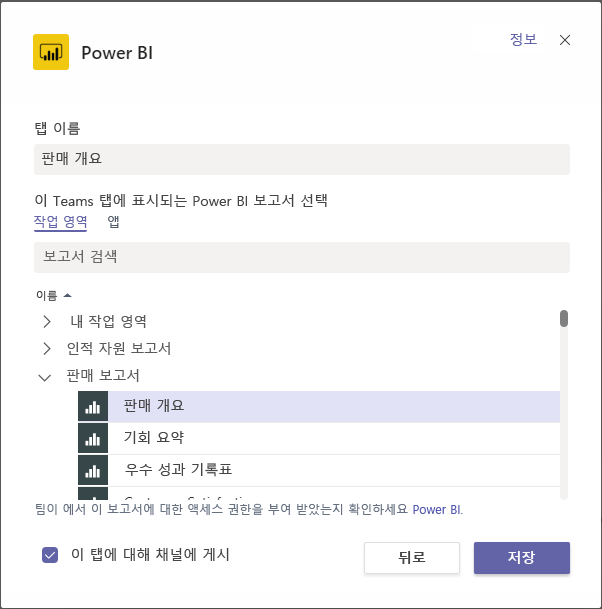 Power BI
정보
탭 이름
판매 개요
이 Teams 탭에 표시되는 Power BI 보고서 선택
작업 영역 앱
보고서 검색
이름
내 작업 영역
인적 자원 보고서
판매 보고서
판매 개요
기회 요약
우수 성과 기록표
팀이 에서 이 보고서에 대한 액세스 권한을 부여 받았는지 확인하세요 Power BI.
이 탭에 대해 채널에 게시
뒤로
저장